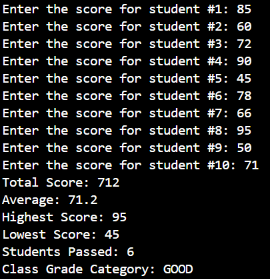 Enter the score for student #1: 85
Enter the score for student #2: 60
Enter the score for student #3: 72
Enter the score for student #4: 90
Enter the score for student #5: 45
Enter the score for student #6: 78
Enter the score for student #7: 66
Enter the score for student #8: 95
Enter the score for student #9: 50
Enter the score for student #10: 71
Total Score: 712
Average: 71.2
Highest Score: 95
Lowest Score: 45
Students Passed: 6
Class Grade Category: GOOD